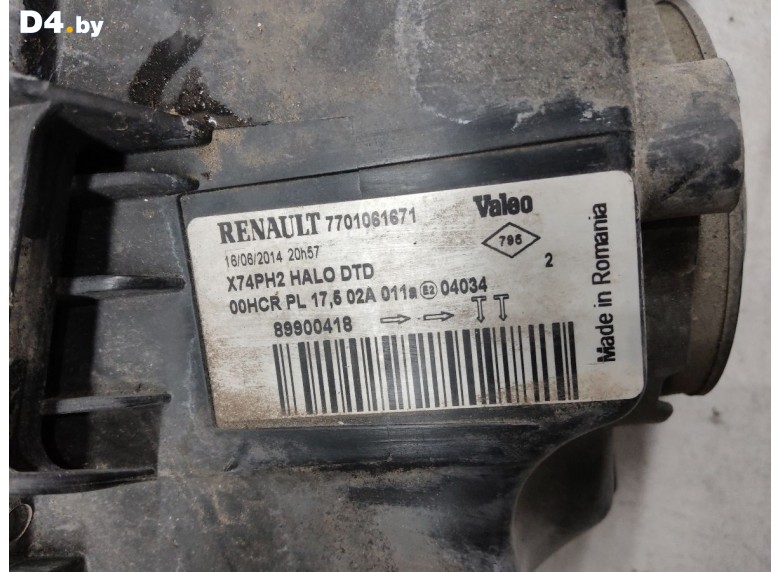 D4.by
RENAULT 7701061671 Valeo
16/06/2014 20h57
795
2
X74PH2 HALO DTD
00HCR PL 17,5 02A 011a E2 04034
89900418
Made in Romania